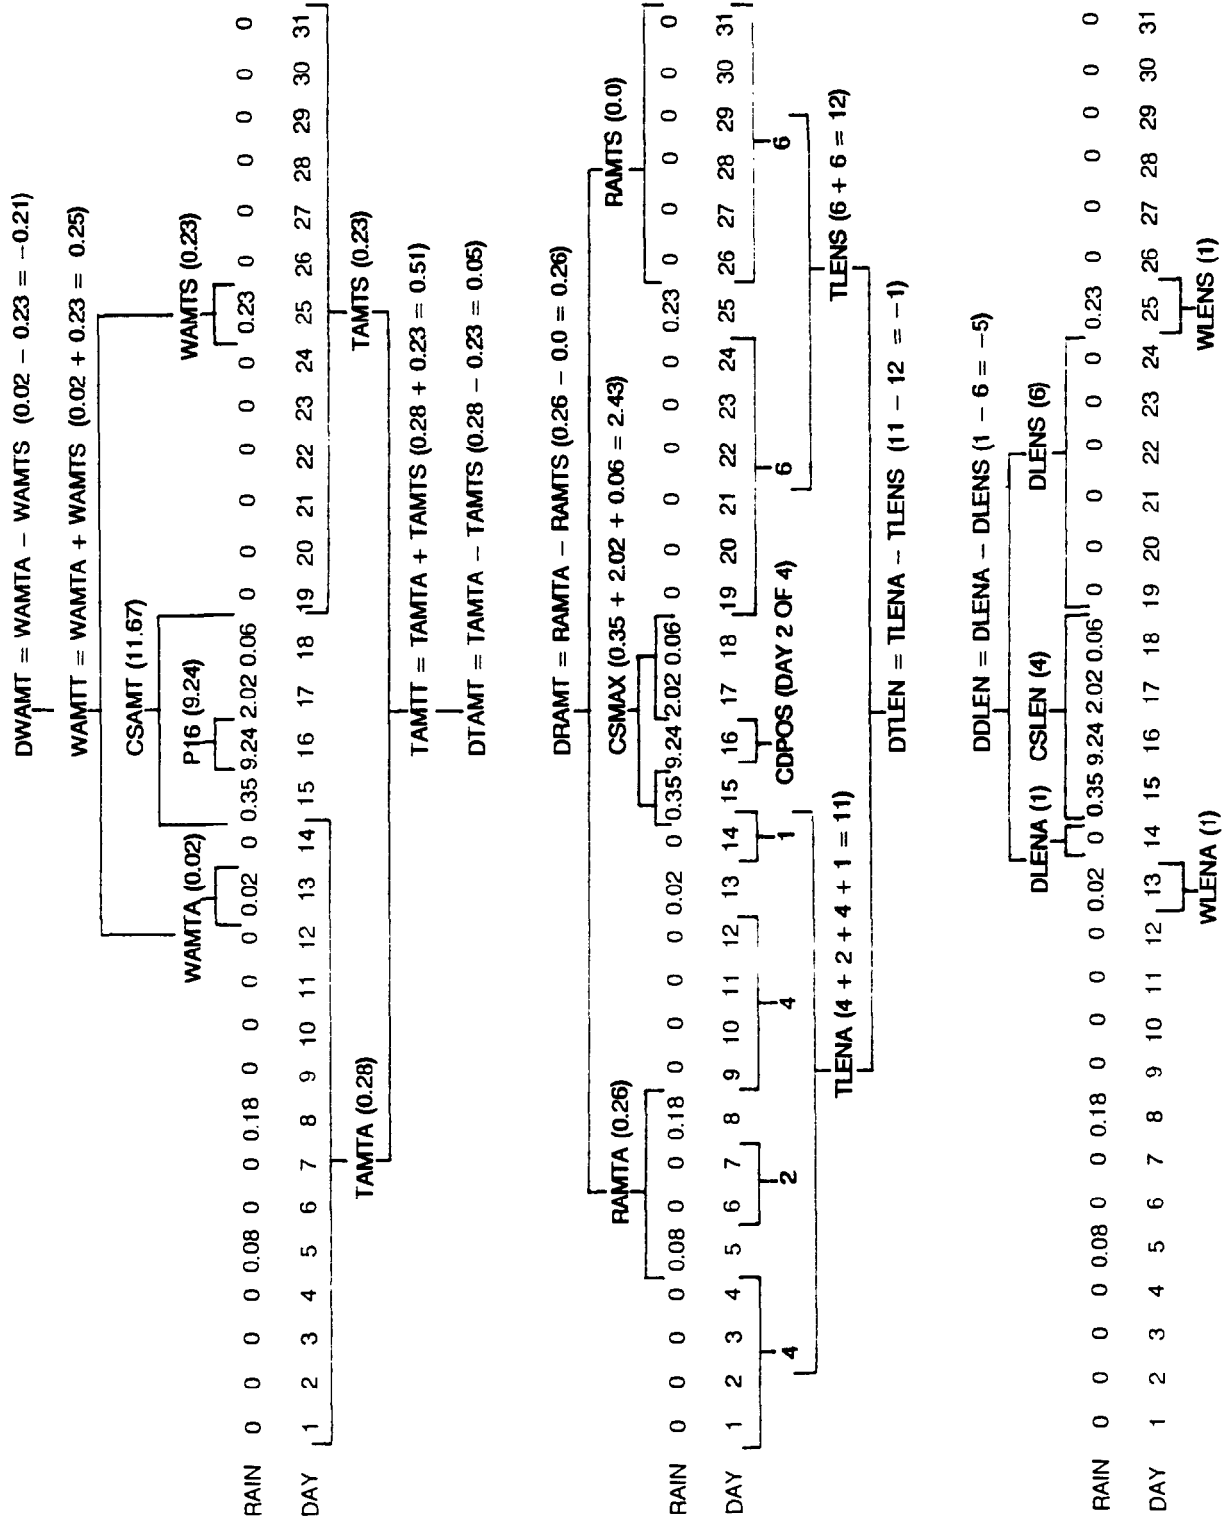 DWAMT = WAMTA − WAMTS (0.02 − 0.23 = −0.21)
WAMTT = WAMTA + WAMTS (0.02 + 0.23 = 0.25)
CSAMT (11.67)
WAMTA (0.02) P16 (9.24) WAMTS (0.23)
RAIN 0 0 0 0 0.08 0 0 0.18 0 0 0 0 0.02 0 0.35 9.24 2.02 0.06 0 0 0 0 0 0 0.23 0 0 0 0 0 0
DAY 1 2 3 4 5 6 7 8 9 10 11 12 13 14 15 16 17 18 19 20 21 22 23 24 25 26 27 28 29 30 31
TAMTA (0.28) TAMTS (0.23)
TAMTT = TAMTA + TAMTS (0.28 + 0.23 = 0.51)
DTAMT = TAMTA − TAMTS (0.28 − 0.23 = 0.05)
DRAMT = RAMTA − RAMTS (0.26 − 0.0 = 0.26)
RAMTA (0.26) CSMAX (0.35 + 2.02 + 0.06 = 2.43) RAMTS (0.0)
RAIN 0 0 0 0 0.08 0 0 0.18 0 0 0 0 0.02 0 0.35 9.24 2.02 0.06 0 0 0 0 0 0 0.23 0 0 0 0 0 0
DAY 1 2 3 4 5 6 7 8 9 10 11 12 13 14 15 16 17 18 19 20 21 22 23 24 25 26 27 28 29 30 31
4 2 4 1 CDPOS (DAY 2 OF 4) 6 6
TLENA (4 + 2 + 4 + 1 = 11) TLENS (6 + 6 = 12)
DTLEN = TLENA − TLENS (11 − 12 = −1)
DDLEN = DLENA − DLENS (1 − 6 = −5)
DLENA (1) CSLEN (4) DLENS (6)
RAIN 0 0 0 0 0.08 0 0 0.18 0 0 0 0 0.02 0 0.35 9.24 2.02 0.06 0 0 0 0 0 0 0.23 0 0 0 0 0 0
DAY 1 2 3 4 5 6 7 8 9 10 11 12 13 14 15 16 17 18 19 20 21 22 23 24 25 26 27 28 29 30 31
WLENA (1) WLENS (1)